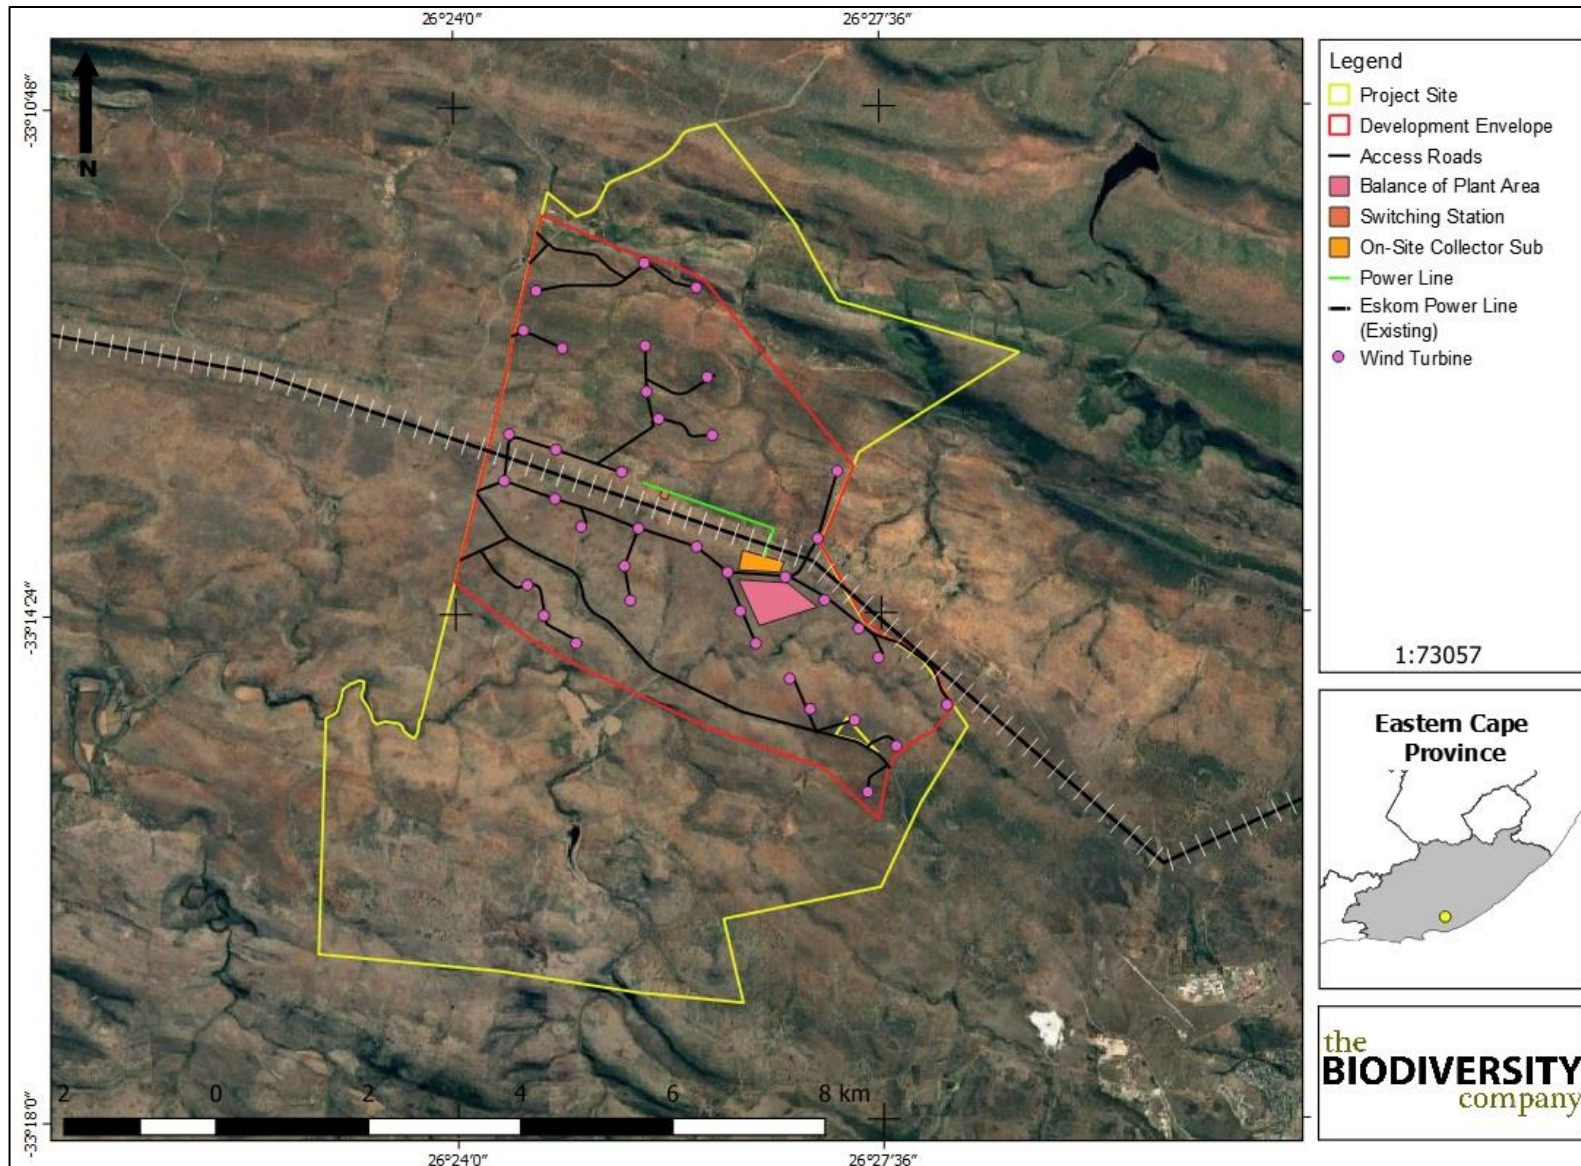 26°24'0" 26°27'36"
-33°10'48"
-33°14'24"
-33°18'0"
N
2 0 2 4 6 8 km
26°24'0" 26°27'36"
Legend
Project Site
Development Envelope
Access Roads
Balance of Plant Area
Switching Station
On-Site Collector Sub
Power Line
Eskom Power Line
(Existing)
Wind Turbine
1:73057
Eastern Cape
Province
the
BIODIVERSITY
company